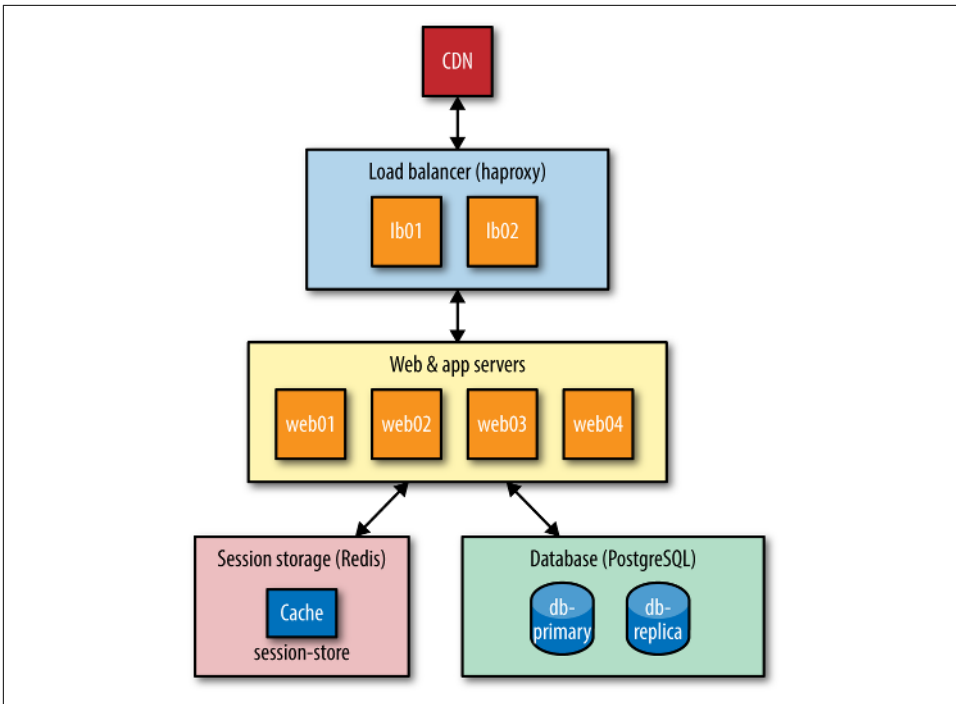 CDN
Load balancer (haproxy)
lb01
lb02
Web & app servers
web01
web02
web03
web04
Session storage (Redis)
Cache
session-store
Database (PostgreSQL)
db-
primary
db-
replica